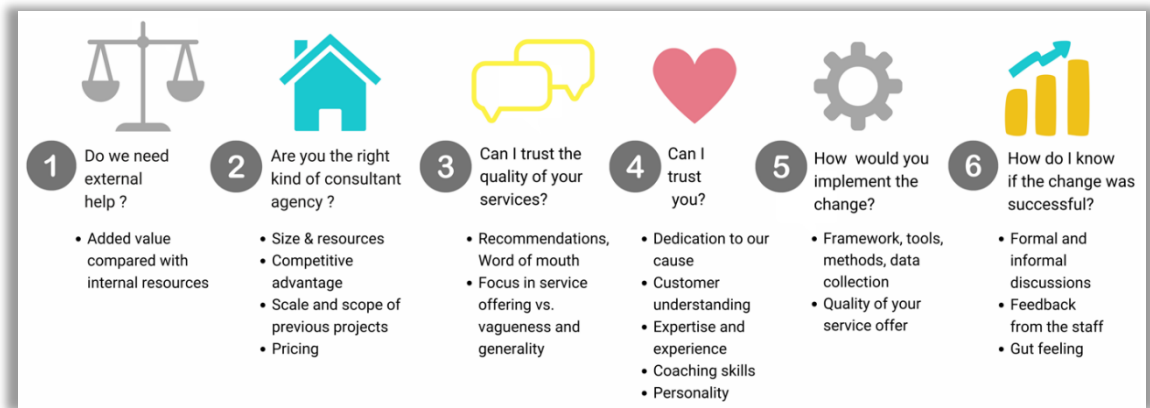 1
Do we need
external
help ?
• Added value
compared with
internal resources
2
Are you the right
kind of consultant
agency ?
• Size & resources
• Competitive
advantage
• Scale and scope of
previous projects
• Pricing
3
Can I trust the
quality of your
services?
• Recommendations,
Word of mouth
• Focus in service
offering vs.
vagueness and
generality
4
Can I
trust
you?
• Dedication to our
cause
• Customer
understanding
• Expertise and
experience
• Coaching skills
• Personality
5
How would you
implement the
change?
• Framework, tools,
methods, data
collection
• Quality of your
service offer
6
How do I know
if the change was
successful?
• Formal and
informal
discussions
• Feedback
from the staff
• Gut feeling